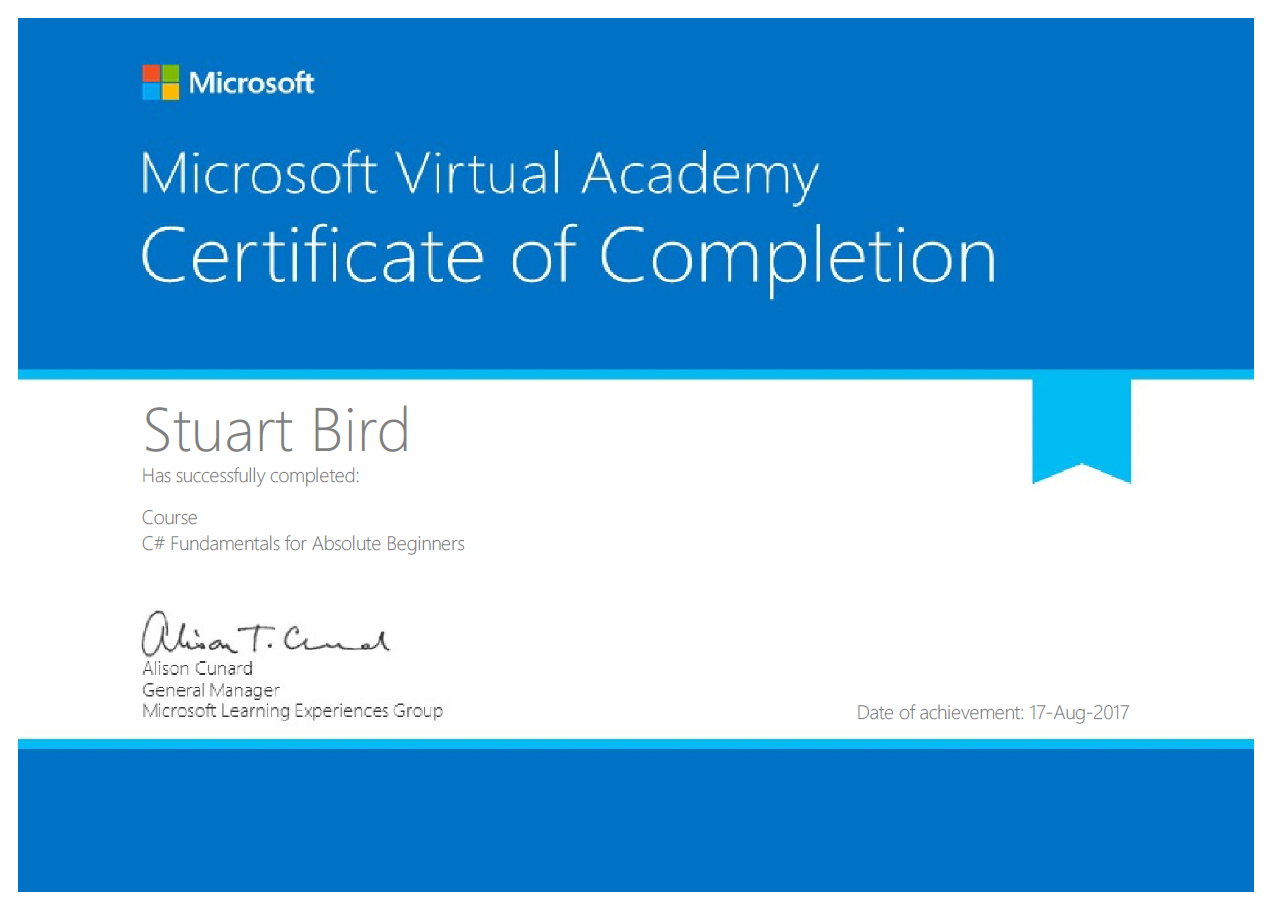 Microsoft
Microsoft Virtual Academy
Certificate of Completion
Stuart Bird
Has successfully completed:
Course
C# Fundamentals for Absolute Beginners
Alison T. Cunard
Alison Cunard
General Manager
Microsoft Learning Experiences Group
Date of achievement: 17-Aug-2017